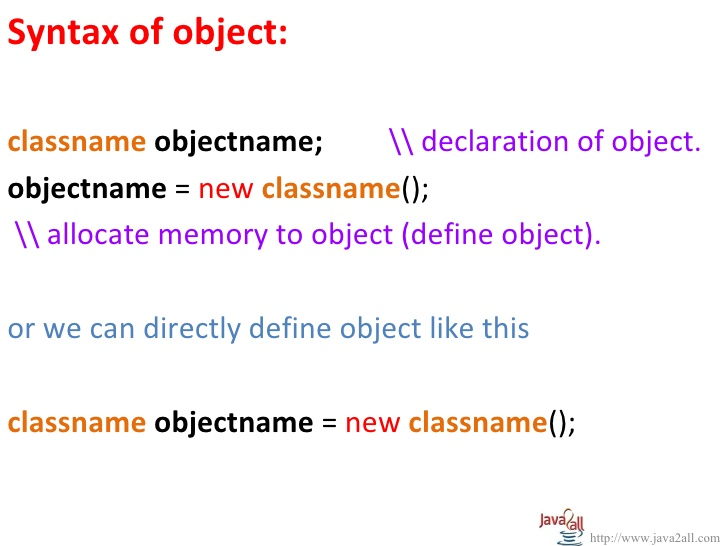 Syntax of object:
classname objectname; \\ declaration of object.
objectname = new classname();
\\ allocate memory to object (define object).
or we can directly define object like this
classname objectname = new classname();
Java2all http://www.java2all.com